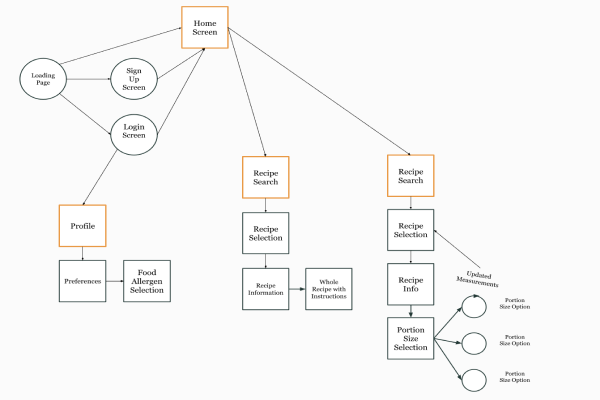 Home
Screen
Loading
Page
Sign
Up
Screen
Login
Screen
Recipe
Search
Recipe
Search
Profile
Recipe
Selection
Recipe
Selection
Preferences
Food
Allergen
Selection
Recipe
Information
Whole
Recipe with
Instructions
Recipe
Info
Updated
Measurements
Portion
Size Option
Portion
Size
Selection
Portion
Size Option
Portion
Size Option